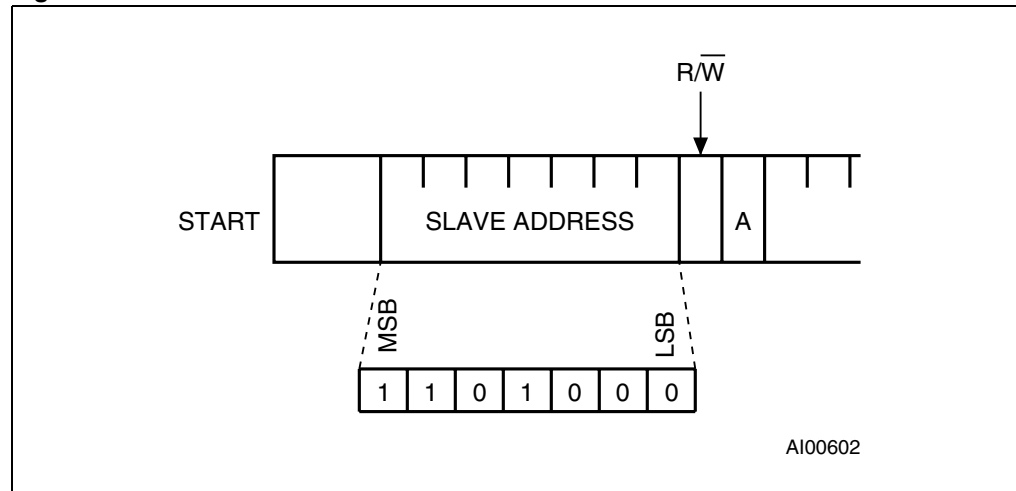 R/W̅
START
SLAVE ADDRESS
A
MSB
LSB
1 1 0 1 0 0 0
AI00602